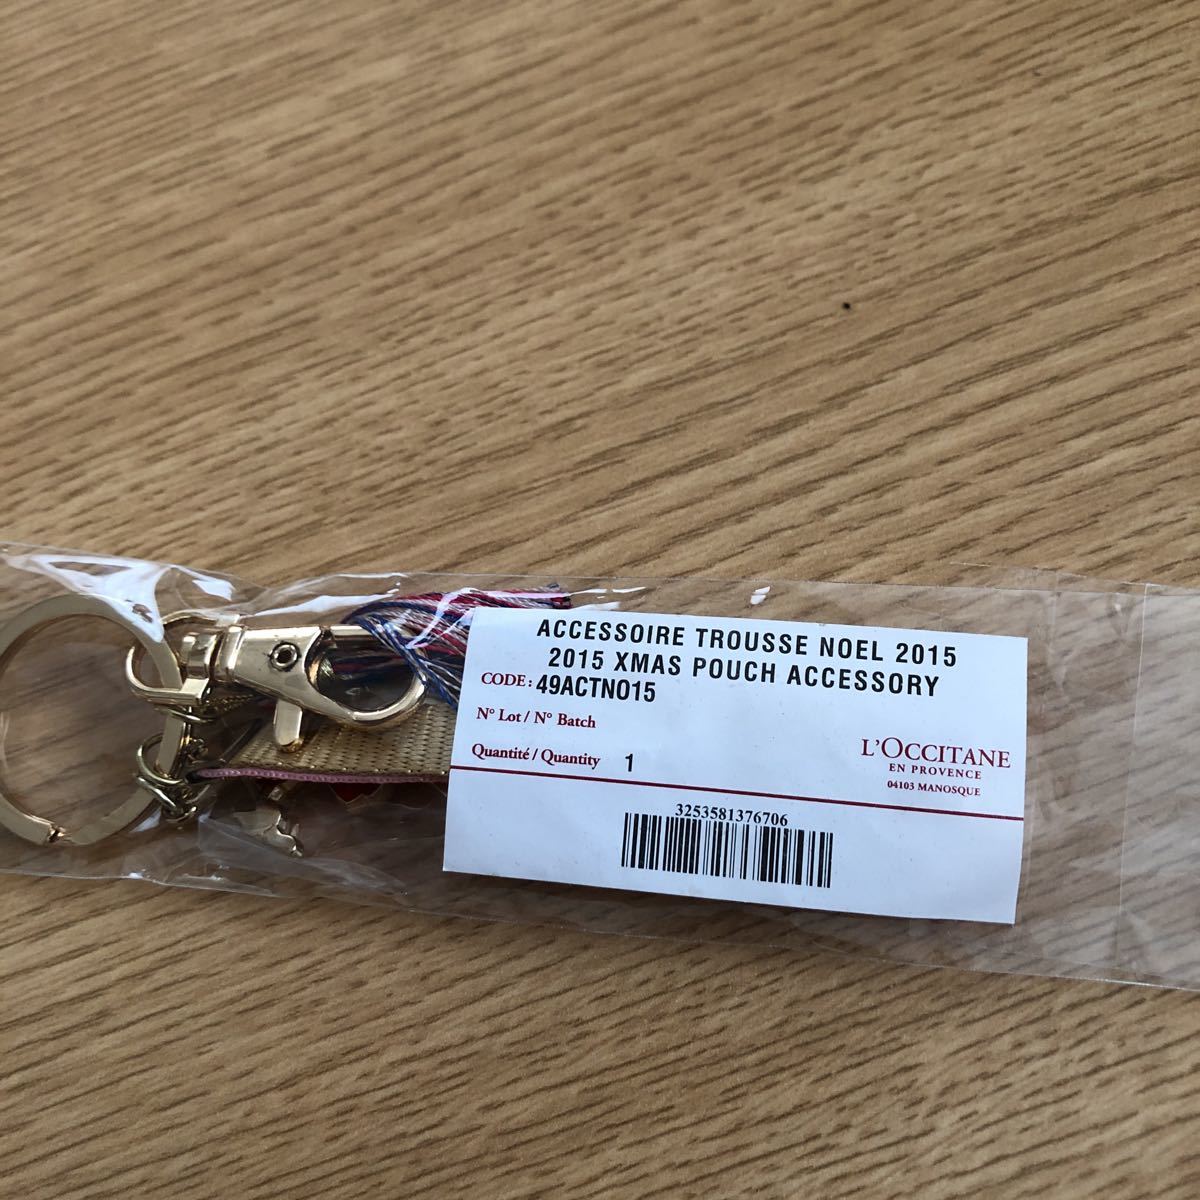 ACCESSOIRE TROUSSE NOEL 2015
2015 XMAS POUCH ACCESSORY
CODE: 49ACTNO15
N° Lot / N° Batch
Quantité / Quantity 1
L'OCCITANE
EN PROVENCE
04103 MANOSQUE
3253581376706